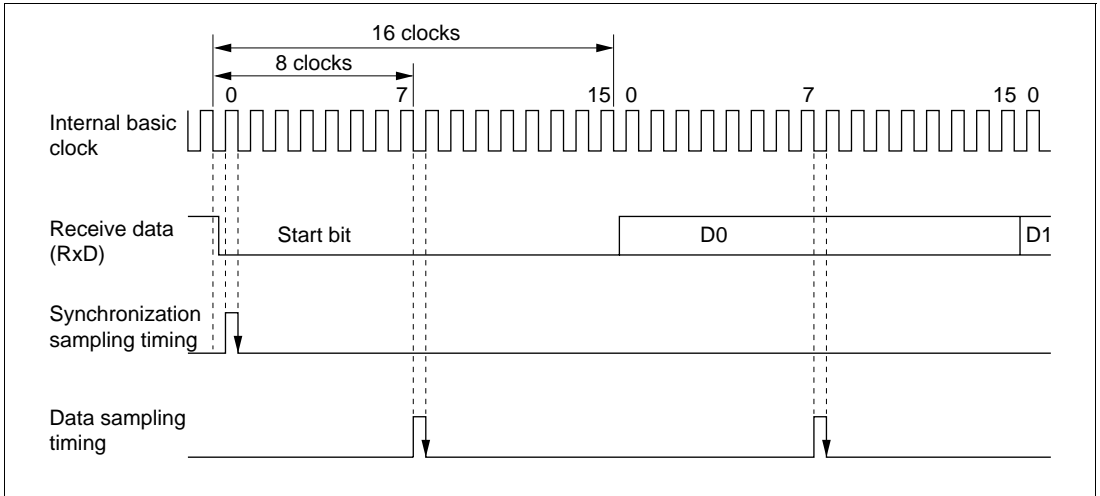 16 clocks
8 clocks
0 7 15 0 7 15 0
Internal basic
clock
Receive data
(RxD)
Start bit D0 D1
Synchronization
sampling timing
Data sampling
timing